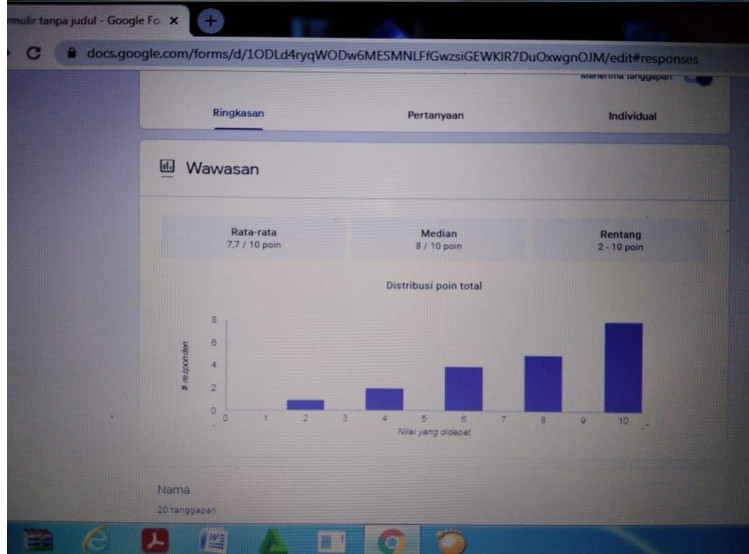 mulir tanpa judul - Google Fo
docs.google.com/forms/d/1ODLd4ryqWODw6MESMNLFfGwzsiGEWKlR7DuOxwgnOJM/edit#responses
Menerima tanggapan
Ringkasan
Pertanyaan
Individual
Wawasan
Rata-rata
7,7 / 10 poin
Median
8 / 10 poin
Rentang
2 - 10 poin
Distribusi poin total
# responden
8
6
4
2
0
0 1 2 3 4 5 6 7 8 9 10
Nilai yang didapat
Nama
20 tanggapan